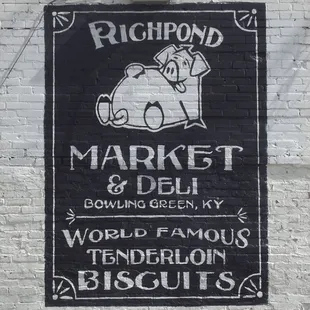 RICHPOND
MARKET
& DELI
BOWLING GREEN, KY
WORLD FAMOUS
TENDERLOIN
BISCUITS